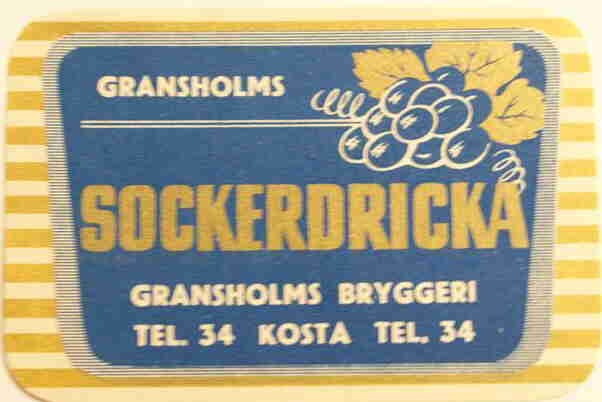 GRANSHOLMS
SOCKERDRICKA
GRANSHOLMS BRYGGERI
TEL. 34 KOSTA TEL. 34